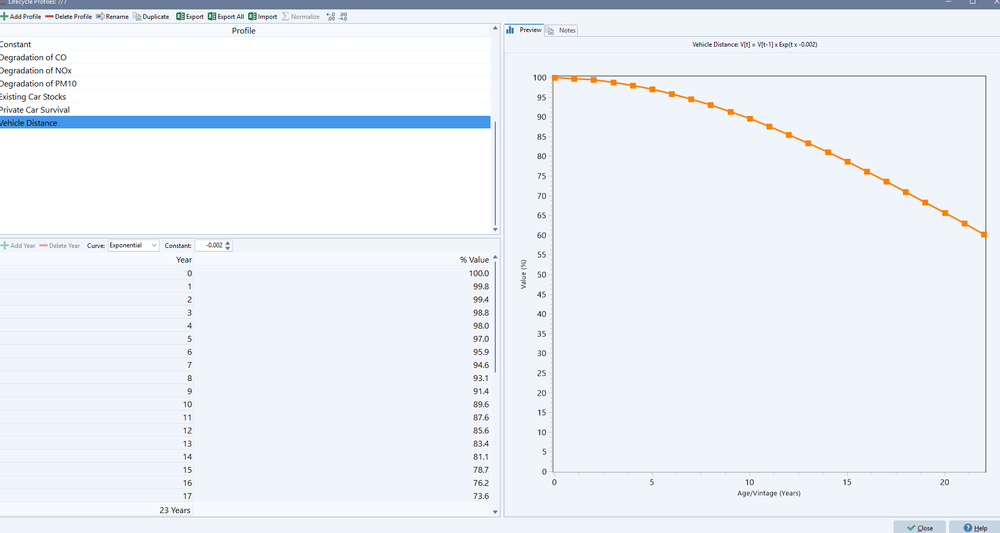 Lifecycle Profiles: 7/7
Add Profile Delete Profile Rename Duplicate Export Export All Import Normalize
Profile
Constant
Degradation of CO
Degradation of NOx
Degradation of PM10
Existing Car Stocks
Private Car Survival
Vehicle Distance
Add Year Delete Year Curve: Exponential Constant: -0.002
Year % Value
0 100.0
1 99.8
2 99.4
3 98.8
4 98.0
5 97.0
6 95.9
7 94.6
8 93.1
9 91.4
10 89.6
11 87.6
12 85.6
13 83.4
14 81.1
15 78.7
16 76.2
17 73.6
23 Years
Preview Notes
Vehicle Distance: V[t] = V[t-1] x Exp(t x -0.002)
100
95
90
85
80
75
70
65
60
55
50
45
40
35
30
25
20
15
10
5
0
Value (%)
0 5 10 15 20
Age/Vintage (Years)
Close Help